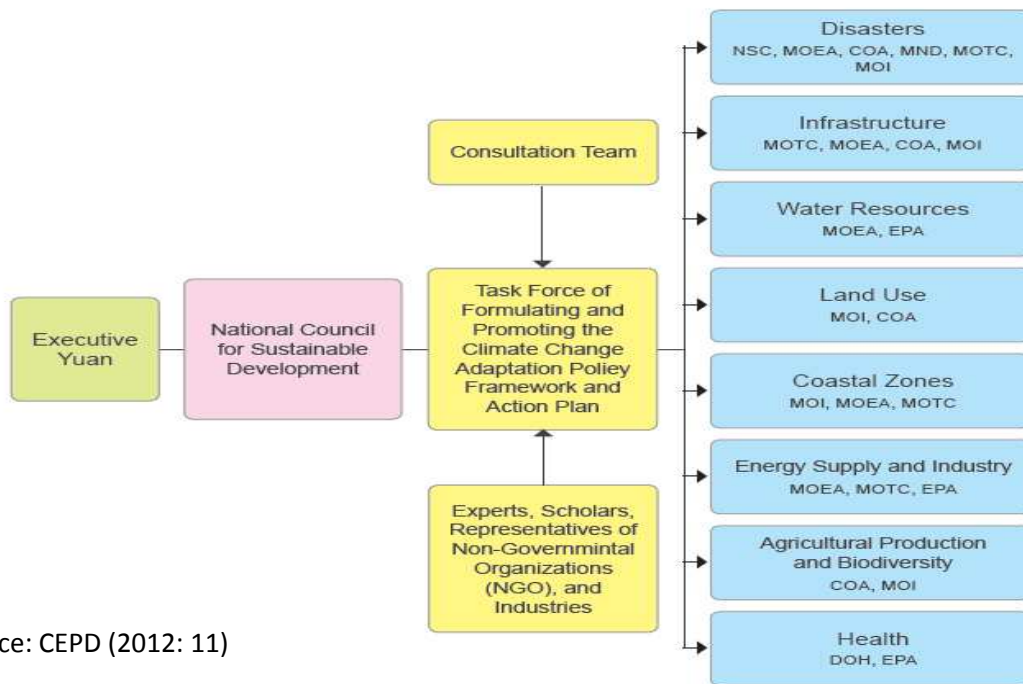 Executive
Yuan
National Council
for Sustainable
Development
Consultation Team
Task Force of
Formulating and
Promoting the
Climate Change
Adaptation Policy
Framework and
Action Plan
Experts, Scholars,
Representatives of
Non-Governmintal
Organizations
(NGO), and
Industries
Disasters
NSC, MOEA, COA, MND, MOTC,
MOI
Infrastructure
MOTC, MOEA, COA, MOI
Water Resources
MOEA, EPA
Land Use
MOI, COA
Coastal Zones
MOI, MOEA, MOTC
Energy Supply and Industry
MOEA, MOTC, EPA
Agricultural Production
and Biodiversity
COA, MOI
Health
DOH, EPA
ce: CEPD (2012: 11)